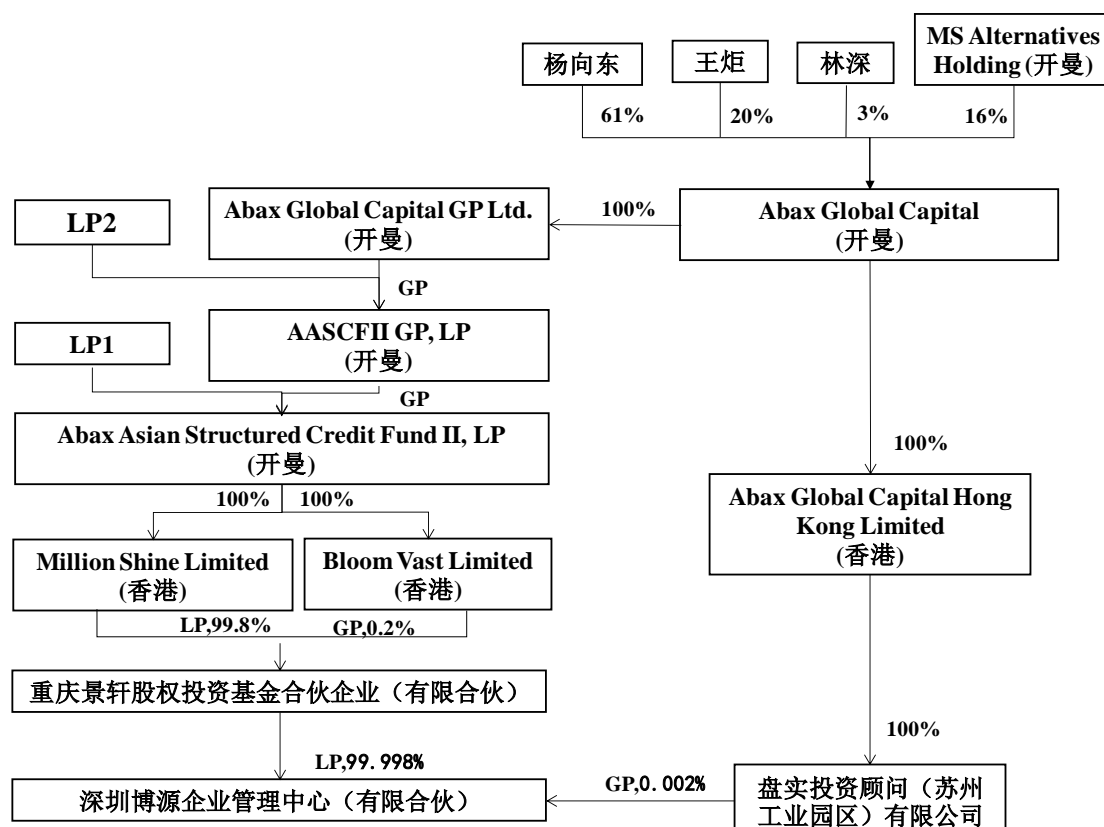 杨向东
王炬
林深
MS Alternatives
Holding (开曼)
61%
20%
3%
16%
LP2
Abax Global Capital GP Ltd.
(开曼)
100%
Abax Global Capital
(开曼)
GP
LP1
AASCFII GP, LP
(开曼)
GP
Abax Asian Structured Credit Fund II, LP
(开曼)
100%
100%
100%
Million Shine Limited
(香港)
Bloom Vast Limited
(香港)
Abax Global Capital Hong
Kong Limited
(香港)
LP,99.8%
GP,0.2%
重庆景轩股权投资基金合伙企业（有限合伙）
100%
LP,99.998%
深圳博源企业管理中心（有限合伙）
GP,0.002%
盘实投资顾问（苏州
工业园区）有限公司